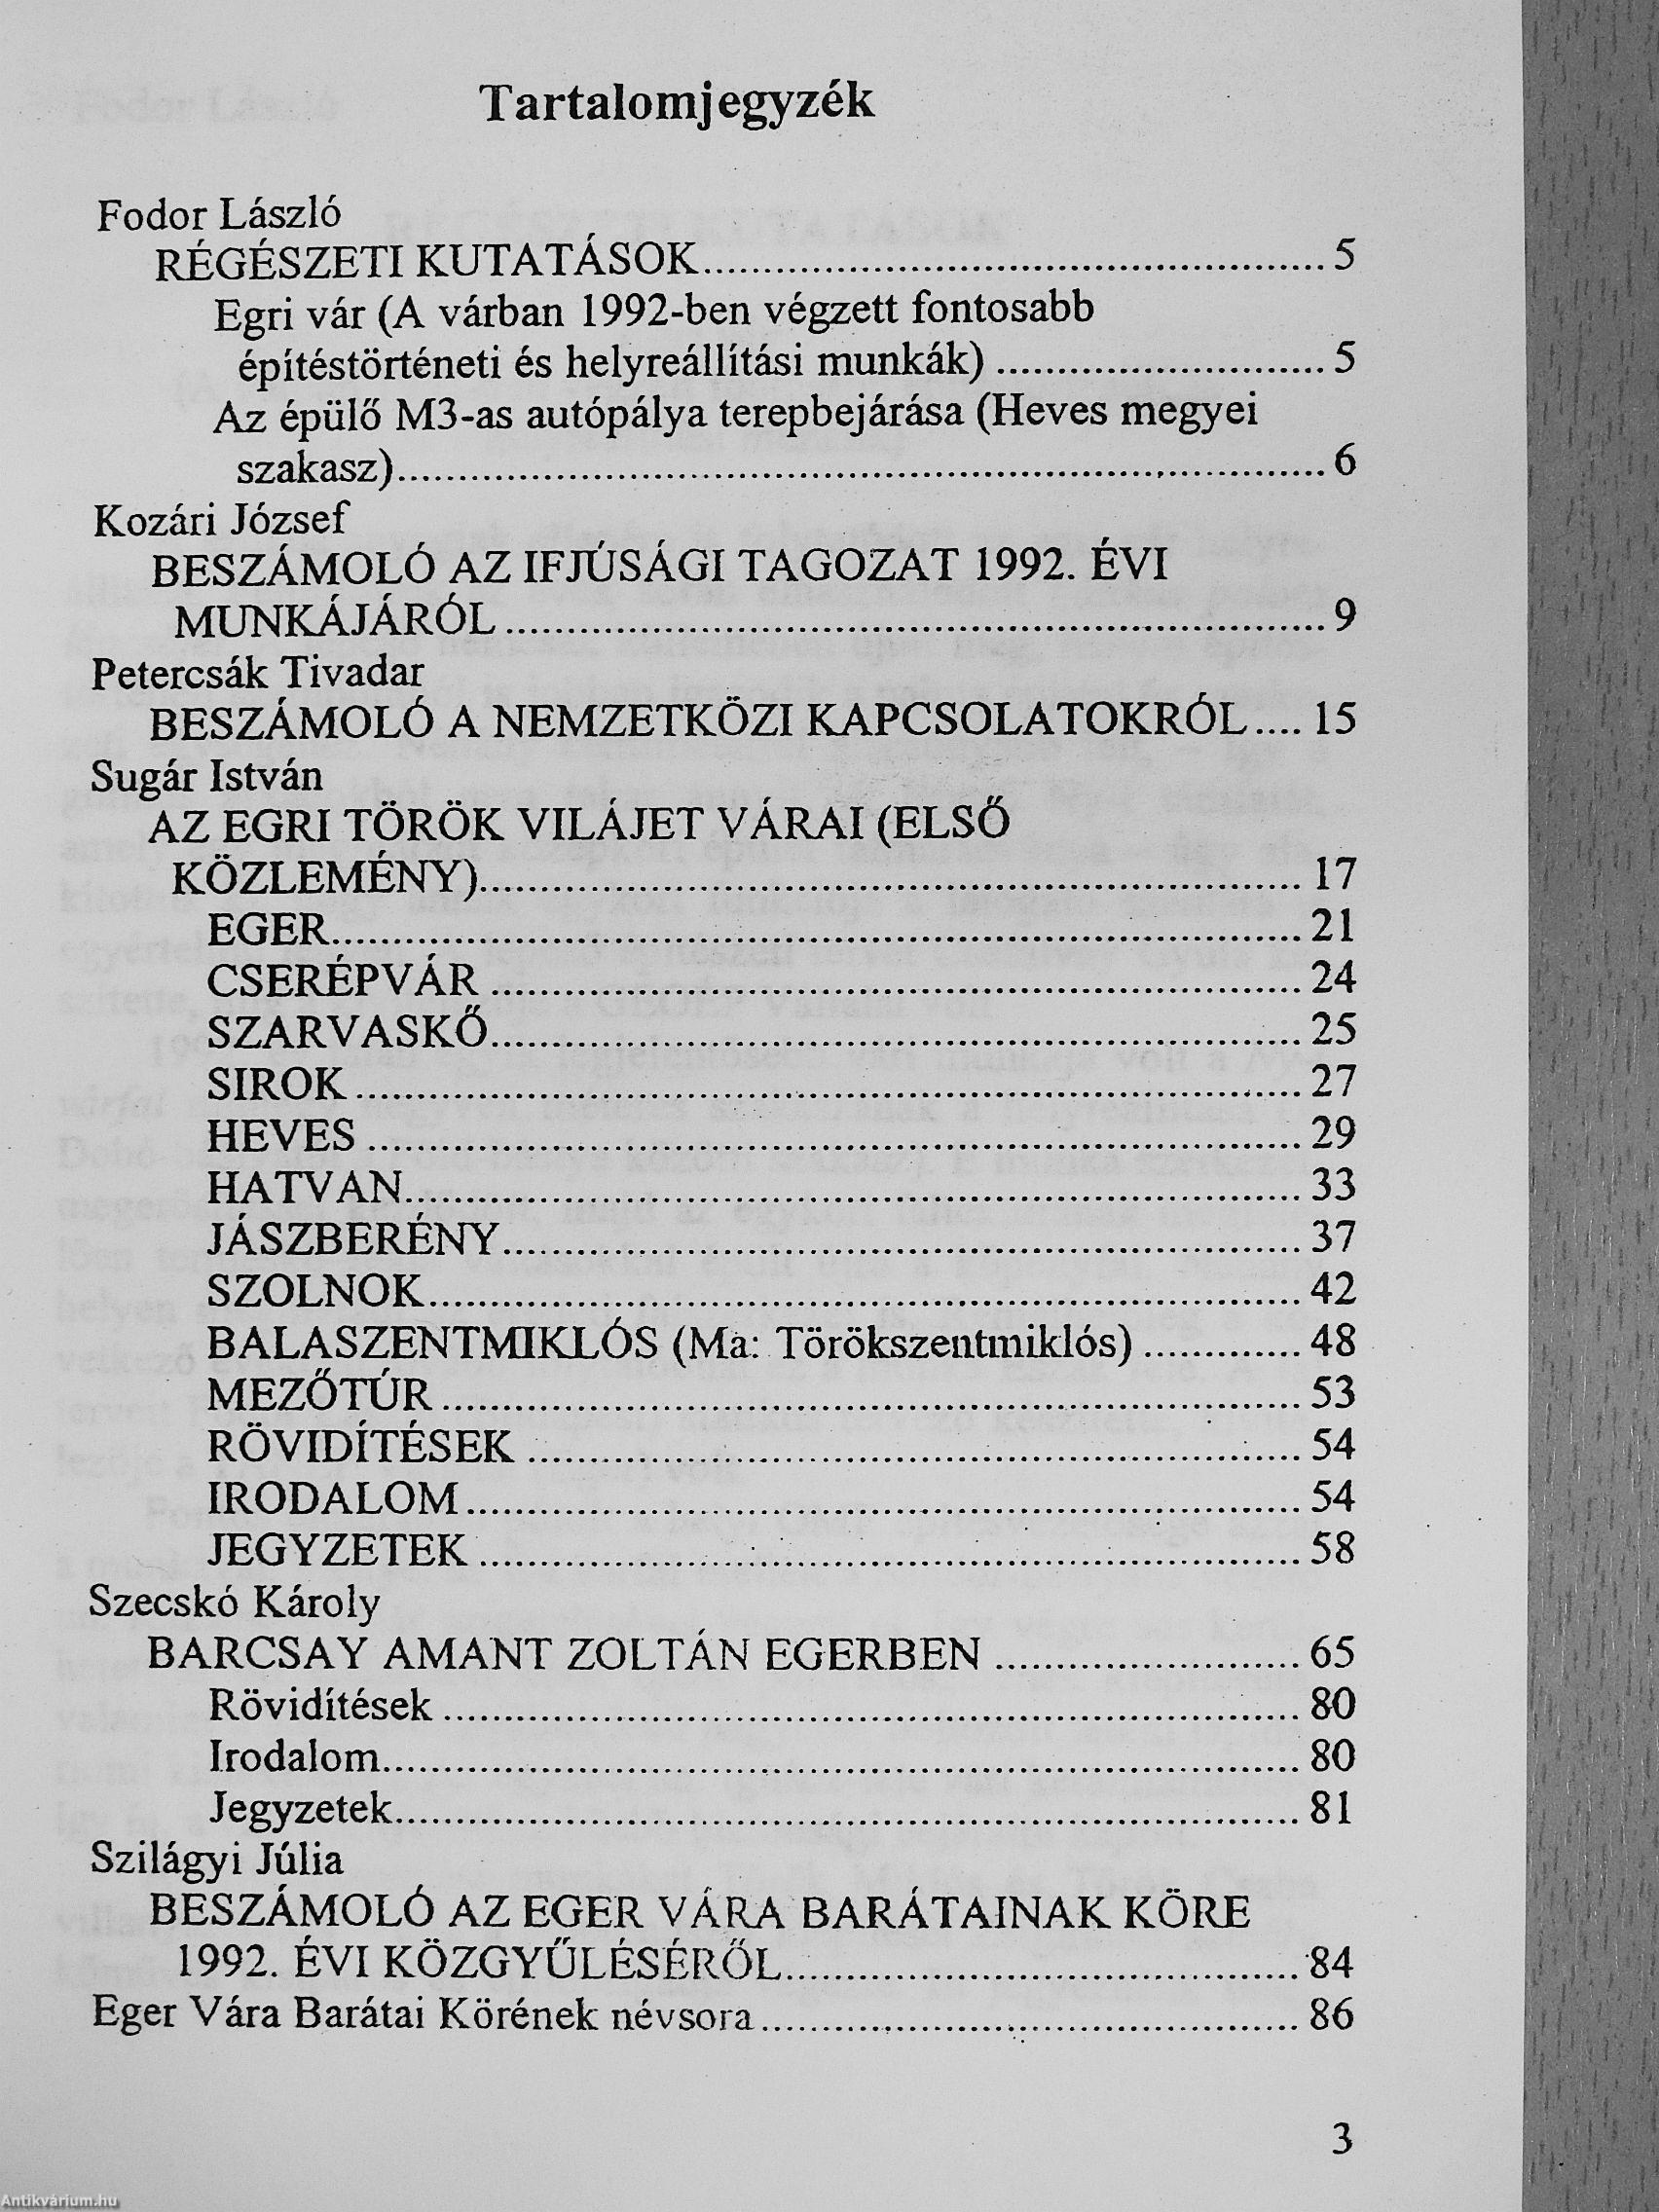 Tartalomjegyzék
Fodor László
RÉGÉSZETI KUTATÁSOK.......................................................... 5
Egri vár (A várban 1992-ben végzett fontosabb
építéstörténeti és helyreállítási munkák) ............................. 5
Az épülő M3-as autópálya terepbejárása (Heves megyei
szakasz)................................................................................. 6
Kozári József
BESZÁMOLÓ AZ IFJÚSÁGI TAGOZAT 1992. ÉVI
MUNKÁJÁRÓL ......................................................................... 9
Petercsák Tivadar
BESZÁMOLÓ A NEMZETKÖZI KAPCSOLATOKRÓL.... 15
Sugár István
AZ EGRI TÖRÖK VILÁJET VÁRAI (ELSŐ
KÖZLEMÉNY)........................................................................ 17
EGER..................................................................................... 21
CSERÉPVÁR ....................................................................... 24
SZARVASKŐ....................................................................... 25
SIROK ................................................................................... 27
HEVES .................................................................................. 29
HATVAN.............................................................................. 33
JÁSZBERÉNY...................................................................... 37
SZOLNOK............................................................................ 42
BALASZENTMIKLÓS (Ma: Törökszentmiklós) .............. 48
MEZŐTÚR ........................................................................... 53
RÖVIDÍTÉSEK .................................................................... 54
IRODALOM......................................................................... 54
JEGYZETEK ........................................................................ 58
Szecskó Károly
BARCSAY AMANT ZOLTÁN EGERBEN ........................... 65
Rövidítések ........................................................................... 80
Irodalom................................................................................ 80
Jegyzetek............................................................................... 81
Szilágyi Júlia
BESZÁMOLÓ AZ EGER VÁRA BARÁTAINAK KÖRE
1992. ÉVI KÖZGYŰLÉSÉRŐL............................................. 84
Eger Vára Barátai Körének névsora............................................... 86
3
Antikvárium.hu